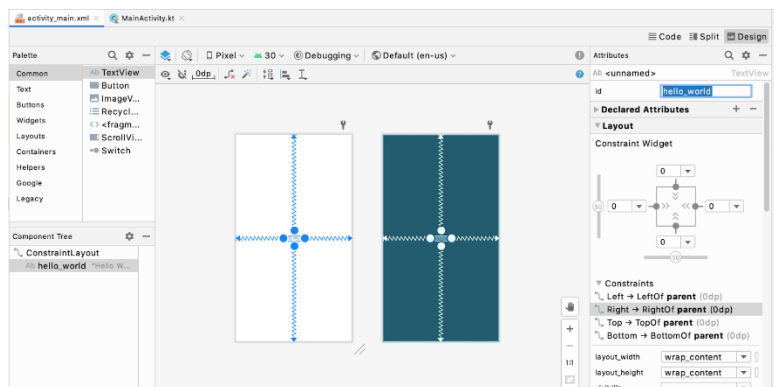 activity_main.xml
MainActivity.kt
Code Split Design
Palette
Pixel 30 Debugging Default (en-us)
Attributes
Common
Text
Buttons
Widgets
Layouts
Containers
Helpers
Google
Legacy
Ab TextView
Button
ImageV...
Recycl...
<> <fragm...
ScrollVi...
Switch
0dp
Component Tree
ConstraintLayout
Ab hello_world "Hello W...
1:1
Ab <unnamed> TextView
id hello_world
Declared Attributes
Layout
Constraint Widget
0
50 0 0
0
50
Constraints
Left → LeftOf parent (0dp)
Right → RightOf parent (0dp)
Top → TopOf parent (0dp)
Bottom → BottomOf parent (0dp)
layout_width wrap_content
layout_height wrap_content